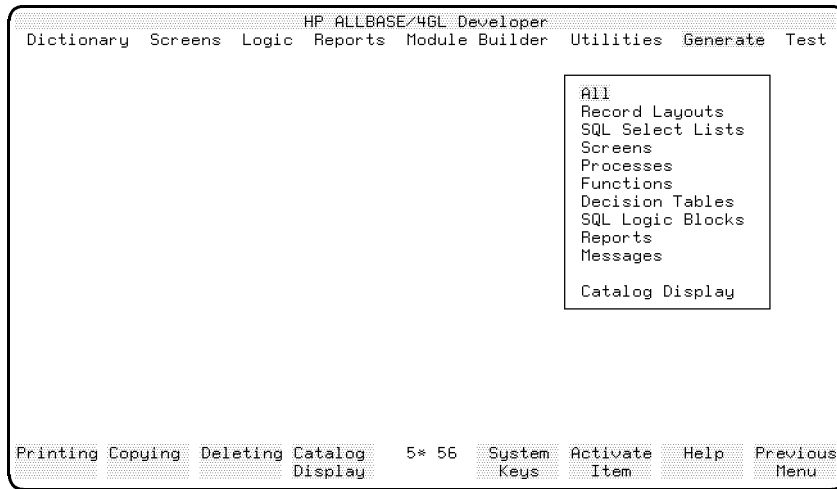 HP ALLBASE/4GL Developer
Dictionary Screens Logic Reports Module Builder Utilities Generate Test
All
Record Layouts
SQL Select Lists
Screens
Processes
Functions
Decision Tables
SQL Logic Blocks
Reports
Messages
Catalog Display
Printing Copying Deleting Catalog 5* 56 System Activate Help Previous
Display Keys Item Menu